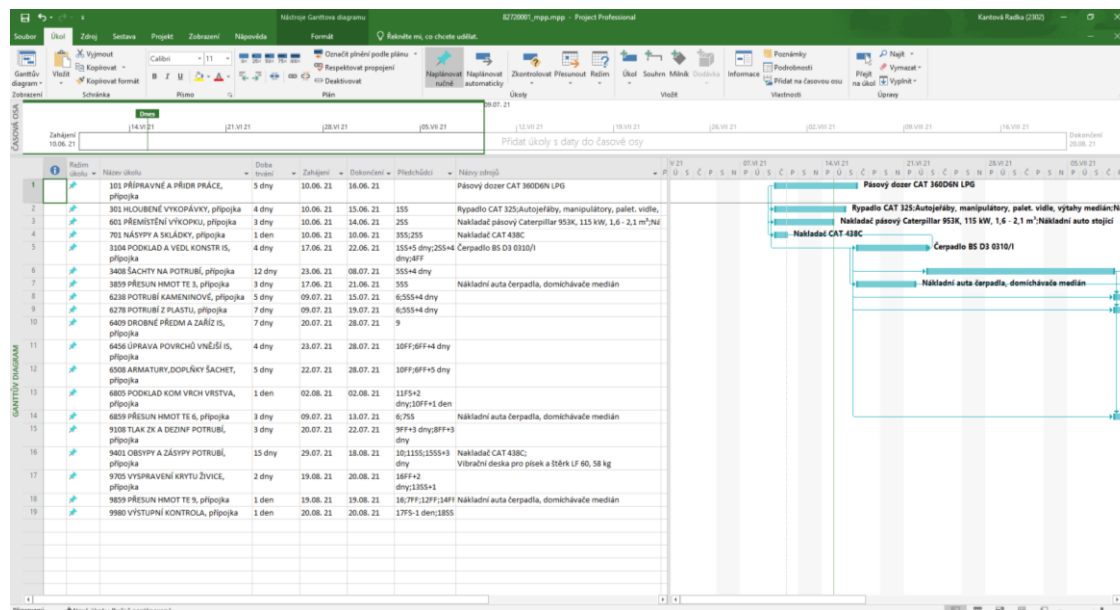 Nástroje Ganttova diagramu
82720001_mpp.mpp - Project Professional
Kantová Radka (2302)
Soubor Úkol Zdroj Sestava Projekt Zobrazení Nápověda Formát Řekněte mi, co chcete udělat.
Ganttův diagram
Zobrazení
Vložit
Vyjmout
Kopírovat
Kopírovat formát
Schránka
Calibri 11
B I U
Písmo
Označit plnění podle plánu
Respektovat propojení
Deaktivovat
Plán
Naplánovat ručně
Naplánovat automaticky
Zkontrolovat Přesunout Režim
Úkoly
Úkol Souhrn Milník Dodávka
Vložit
Informace
Poznámky
Podrobnosti
Přidat na časovou osu
Vlastnosti
Přejít na úkol
Najít
Vymazat
Vyplnit
Úpravy
ČASOVÁ OSA
Dnes
09.07. 21
14.VI 21 21.VI 21 28.VI 21 05.VII 21 12.VII 21 19.VII 21 26.VII 21 02.VIII 21 09.VIII 21 16.VIII 21
Zahájení
10.06. 21
Přidat úkoly s daty do časové osy
Dokončení
20.08. 21
GANTTŮV DIAGRAM
Režim úkolu Název úkolu Doba trvání Zahájení Dokončení Předchůdci Názvy zdrojů
1 101 PŘÍPRAVNÉ A PŘIDR PRÁCE, přípojka 5 dny 10.06. 21 16.06. 21 Pásový dozer CAT 360D6N LPG
2 301 HLOUBENÉ VYKOPÁVKY, přípojka 4 dny 10.06. 21 15.06. 21 1SS Rypadlo CAT 325;Autojeřáby, manipulátory, palet. vidle,
3 601 PŘEMÍSTĚNÍ VÝKOPKU, přípojka 3 dny 10.06. 21 14.06. 21 2SS Nakladač pásový Caterpillar 953K, 115 kW, 1,6 - 2,1 m³;Ná
4 701 NÁSYPY A SKLÁDKY, přípojka 1 den 10.06. 21 10.06. 21 3SS;2SS Nakladač CAT 438C
5 3104 PODKLAD A VEDL KONSTR IS, přípojka 4 dny 17.06. 21 22.06. 21 1SS+5 dny;2SS+4 dny;4FF Čerpadlo BS D3 0310/I
6 3408 ŠACHTY NA POTRUBÍ, přípojka 12 dny 23.06. 21 08.07. 21 5SS+4 dny
7 3859 PŘESUN HMOT TE 3, přípojka 3 dny 17.06. 21 21.06. 21 5SS Nákladní auta čerpadla, domíchávače medián
8 6238 POTRUBÍ KAMENINOVÉ, přípojka 5 dny 09.07. 21 15.07. 21 6;5SS+4 dny
9 6278 POTRUBÍ Z PLASTU, přípojka 7 dny 09.07. 21 19.07. 21 6;5SS+4 dny
10 6409 DROBNÉ PŘEDM A ZAŘÍZ IS, přípojka 7 dny 20.07. 21 28.07. 21 9
11 6456 ÚPRAVA POVRCHŮ VNĚJŠÍ IS, přípojka 4 dny 23.07. 21 28.07. 21 10FF;6FF+4 dny
12 6508 ARMATURY,DOPLŇKY ŠACHET, přípojka 5 dny 22.07. 21 28.07. 21 10FF;6FF+5 dny
13 6805 PODKLAD KOM VRCH VRSTVA, přípojka 1 den 02.08. 21 02.08. 21 11FS+2 dny;10FF+1 den
14 6859 PŘESUN HMOT TE 6, přípojka 3 dny 09.07. 21 13.07. 21 6;7SS Nákladní auta čerpadla, domíchávače medián
15 9108 TLAK ZK A DEZINF POTRUBÍ, přípojka 3 dny 20.07. 21 22.07. 21 9FF+3 dny;8FF+3 dny
16 9401 OBSYPY A ZÁSYPY POTRUBÍ, přípojka 15 dny 29.07. 21 18.08. 21 10;11SS;15SS+3 dny Nakladač CAT 438C; Vibrační deska pro písek a štěrk LF 60, 58 kg
17 9705 VYSPRAVENÍ KRYTU ŽIVICE, přípojka 2 dny 19.08. 21 20.08. 21 16FF+2 dny;13SS+1
18 9859 PŘESUN HMOT TE 9, přípojka 1 den 19.08. 21 19.08. 21 16;7FF;12FF;14FF Nákladní auta čerpadla, domíchávače medián
19 9980 VÝSTUPNÍ KONTROLA, přípojka 1 den 20.08. 21 20.08. 21 17FS-1 den;18SS
V 21 07.VI 21 14.VI 21 21.VI 21 28.VI 21 05.VII 21
Pásový dozer CAT 360D6N LPG
Rypadlo CAT 325;Autojeřáby, manipulátory, palet. vidle, výtahy medián;N
Nakladač pásový Caterpillar 953K, 115 kW, 1,6 - 2,1 m³;Nákladní auto stojící
Nakladač CAT 438C
Čerpadlo BS D3 0310/I
Nákladní auta čerpadla, domíchávače medián